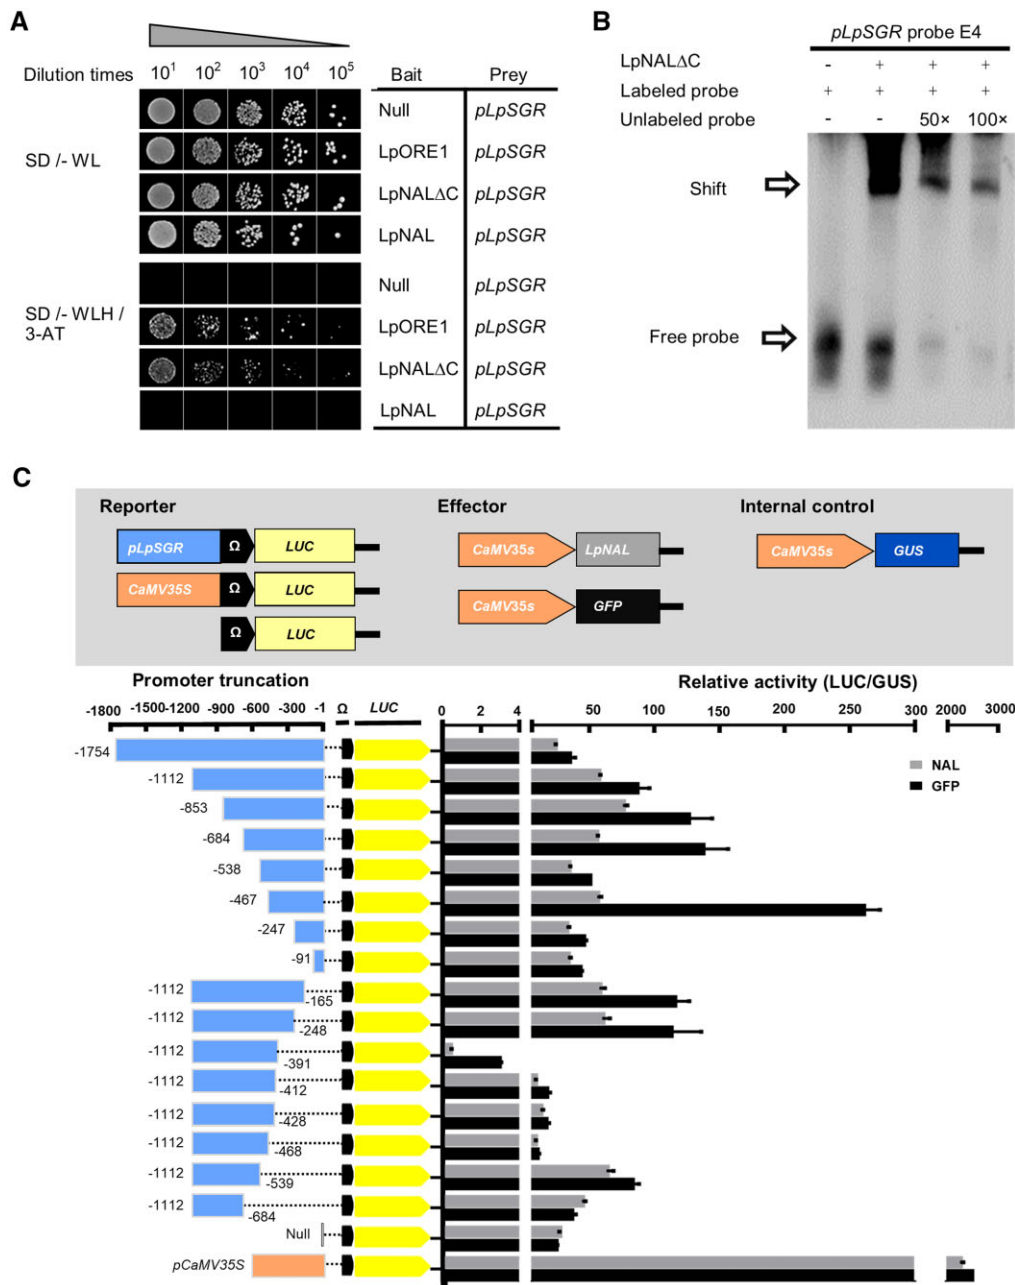 A
Dilution times 10¹ 10² 10³ 10⁴ 10⁵ Bait Prey
SD /- WL
Null pLpSGR
LpORE1 pLpSGR
LpNALΔC pLpSGR
LpNAL pLpSGR
SD /- WLH /
3-AT
Null pLpSGR
LpORE1 pLpSGR
LpNALΔC pLpSGR
LpNAL pLpSGR
B
pLpSGR probe E4
LpNALΔC - + + +
Labeled probe + + + +
Unlabeled probe - - 50× 100×
Shift
Free probe
C
Reporter
pLpSGR Ω LUC
CaMV35S Ω LUC
Ω LUC
Effector
CaMV35s LpNAL
CaMV35s GFP
Internal control
CaMV35s GUS
Promoter truncation
-1800 -1500 -1200 -900 -600 -300 -1 Ω LUC
Relative activity (LUC/GUS)
0 2 4 50 100 150 200 250 300 2000 3000
NAL
GFP
-1754
-1112
-853
-684
-538
-467
-247
-91
-1112 -165
-1112 -248
-1112 -391
-1112 -412
-1112 -428
-1112 -468
-1112 -539
-1112 -684
Null
pCaMV35S